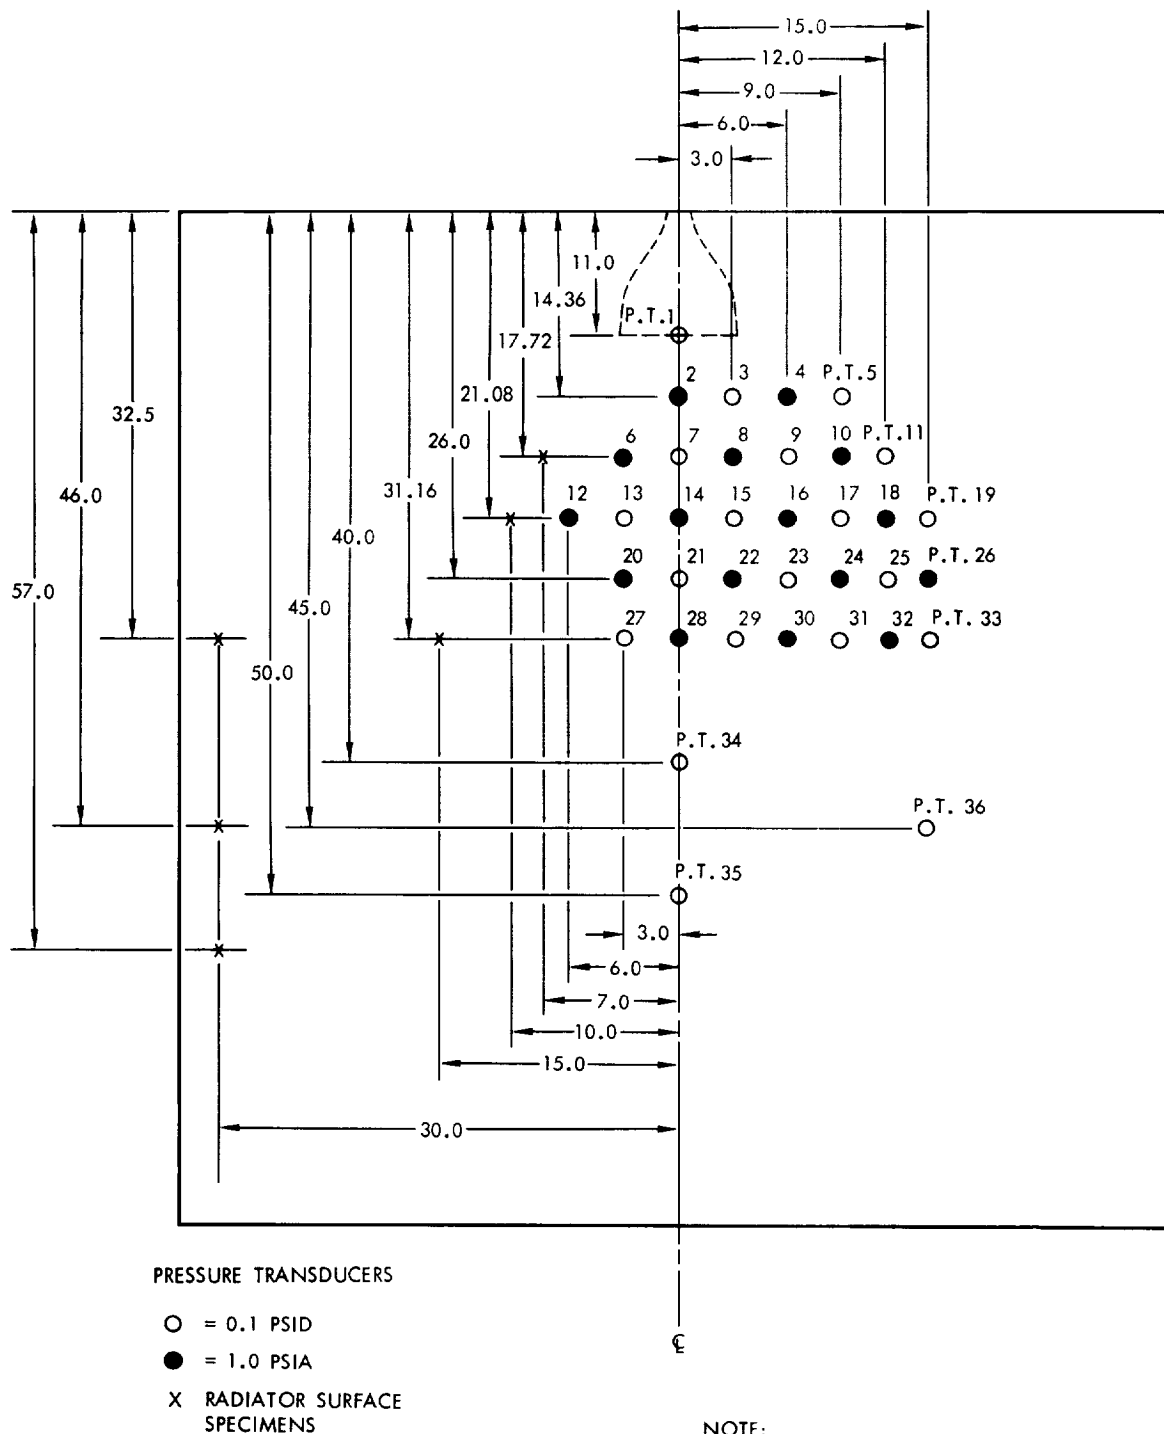 15.0
12.0
9.0
6.0
3.0
11.0
14.36
P.T.1
17.72
2 3 4 P.T.5
21.08
32.5
26.0
6 7 8 9 10 P.T.11
46.0
31.16
12 13 14 15 16 17 18 P.T. 19
40.0
20 21 22 23 24 25 P.T. 26
57.0
45.0
27 28 29 30 31 32 P.T. 33
50.0
P.T.34
P.T. 36
P.T.35
3.0
6.0
7.0
10.0
15.0
30.0
PRESSURE TRANSDUCERS
O = 0.1 PSID
● = 1.0 PSIA
℄
X RADIATOR SURFACE
SPECIMENS
NOTE: